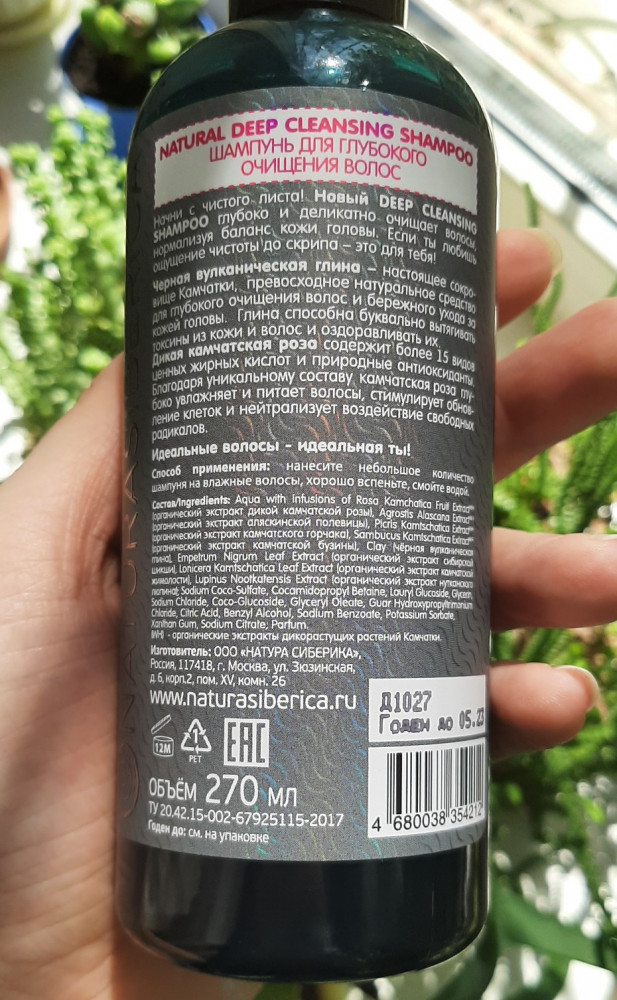 NATURAL DEEP CLEANSING SHAMPOO
ШАМПУНЬ ДЛЯ ГЛУБОКОГО
ОЧИЩЕНИЯ ВОЛОС
Начни с чистого листа! Новый DEEP CLEANSING
SHAMPOO глубоко и деликатно очищает волосы,
нормализуя баланс кожи головы. Если ты любишь
ощущение чистоты до скрипа – это для тебя!
Черная вулканическая глина – настоящее сокро-
вище Камчатки, превосходное натуральное средство
для глубокого очищения волос и бережного ухода за
кожей головы. Глина способна буквально вытягивать
токсины из кожи й волос и оздоравливать их.
Дикая камчатская роза содержит более 15 видов
ценных жирных кислот и природные антиоксиданты.
Благодаря уникальному составу, камчатская роза глу-
боко увлажняет и питает волосы, стимулирует обнов-
ление клеток и нейтрализует воздействие свободных
радикалов.
Идеальные волосы - идеальная ты!
Способ применения: нанесите небольшое количество
шампуня на влажные волосы, хорошо вспеньте, смойте водой.
Состав/Ingredients: Aqua with Infusions of Rosa Kamchatica Fruit Extract
(органический экстракт дикой камчатской розы), Agrostis Alascana Extract
(органический экстракт аляскинской полевицы), Picris Kamtschatica Extract
(органический экстракт камчатского горчака), Sambucus Kamschatica Extract
(органический экстракт камчатской бузины), Clay (чёрная вулканическая
глина), Empetrum Nigrum Leaf Extract (органический экстракт сибирской
шикши), Lonicera Kamtschatica Leaf Extract (органический экстракт камчатской
жимолости), Lupinus Nootkatensis Extract (органический экстракт нутканского
люпина), Sodium Coco-Sulfate, Cocamidopropyl Betaine, Lauryl Glucoside, Glycerin,
Sodium Chloride, Coco-Glucoside, Glyceryl Oleate, Guar Hydroxypropyltrimonium
Chloride, Citric Acid, Benzyl Alcohol, Sodium Benzoate, Potassium Sorbate,
Xanthan Gum, Sodium Citrate, Parfum.
(WH) - органические экстракты дикорастущих растений Камчатки.
Изготовитель: ООО «НАТУРА СИБЕРИКА»,
Россия, 117418, г. Москва, ул. Зюзинская,
д. 6, корп.2, пом. XV, комн. 26
www.naturasiberica.ru
Д1027
Годен до 05.23
12M
1
PET
EAC
ОБЪЁМ 270 МЛ
ТУ 20.42.15-002-67925115-2017
Годен до: см. на упаковке
4 680038 354212
NATURA SIBERICA